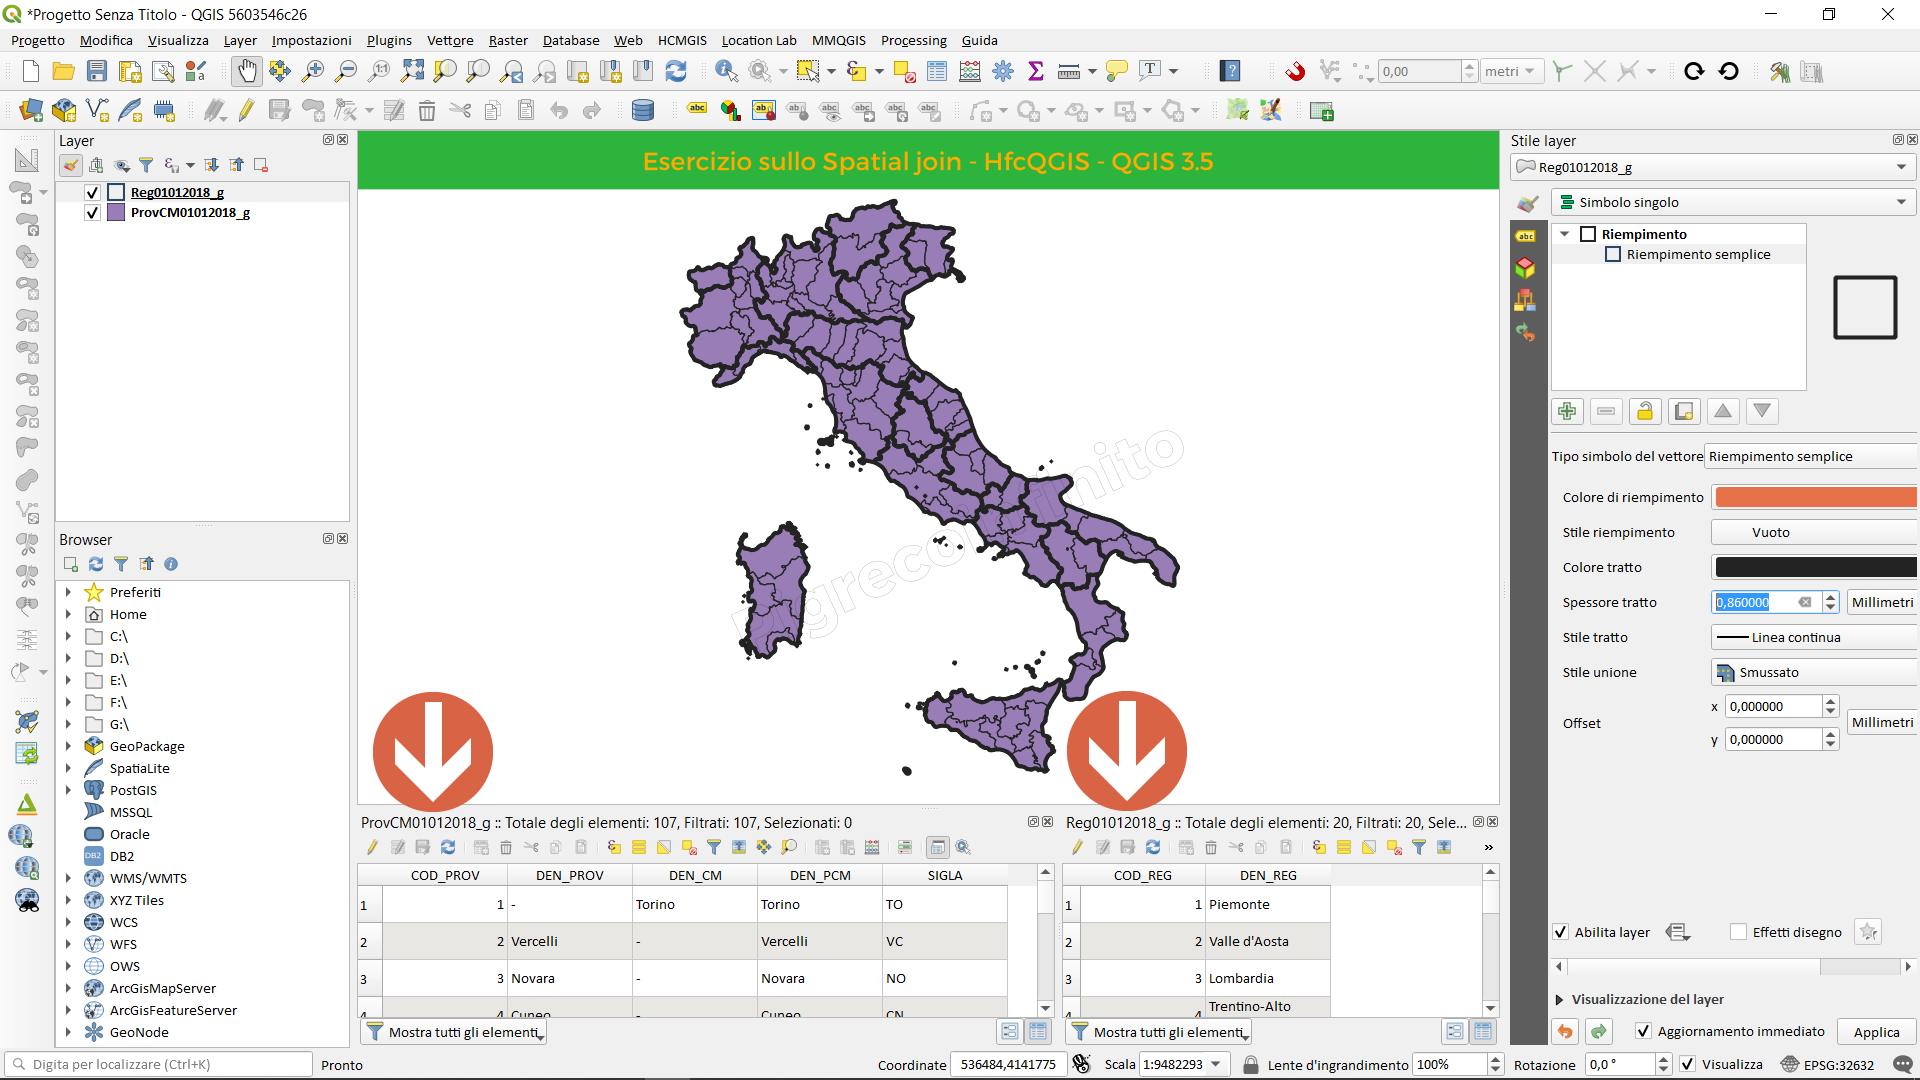 *Progetto Senza Titolo - QGIS 5603546c26
Progetto Modifica Visualizza Layer Impostazioni Plugins Vettore Raster Database Web HCMGIS Location Lab MMQGIS Processing Guida
0,00 metri
Layer
Reg01012018_g
ProvCM01012018_g
Browser
Preferiti
Home
C:\
D:\
E:\
F:\
G:\
GeoPackage
SpatiaLite
PostGIS
MSSQL
Oracle
DB2
WMS/WMTS
XYZ Tiles
WCS
WFS
OWS
ArcGisMapServer
ArcGisFeatureServer
GeoNode
Esercizio sullo Spatial join - HfcQGIS - QGIS 3.5
ProvCM01012018_g :: Totale degli elementi: 107, Filtrati: 107, Selezionati: 0
COD_PROV DEN_PROV DEN_CM DEN_PCM SIGLA
1 1 - Torino Torino TO
2 2 Vercelli - Vercelli VC
3 3 Novara - Novara NO
4 4 Cuneo - Cuneo CN
Mostra tutti gli elementi
Reg01012018_g :: Totale degli elementi: 20, Filtrati: 20, Sele...
»
COD_REG DEN_REG
1 1 Piemonte
2 2 Valle d'Aosta
3 3 Lombardia
4 4 Trentino-Alto
Mostra tutti gli elementi
Stile layer
Reg01012018_g
Simbolo singolo
abc
Riempimento
Riempimento semplice
Tipo simbolo del vettore Riempimento semplice
Colore di riempimento
Stile riempimento Vuoto
Colore tratto
Spessore tratto 0,860000 Millimetri
Stile tratto Linea continua
Stile unione Smussato
Offset x 0,000000 Millimetri
y 0,000000
Abilita layer Effetti disegno
Visualizzazione del layer
Aggiornamento immediato Applica
Digita per localizzare (Ctrl+K) Pronto Coordinate 536484,4141775 Scala 1:9482293 Lente d'ingrandimento 100% Rotazione 0,0 ° Visualizza EPSG:32632